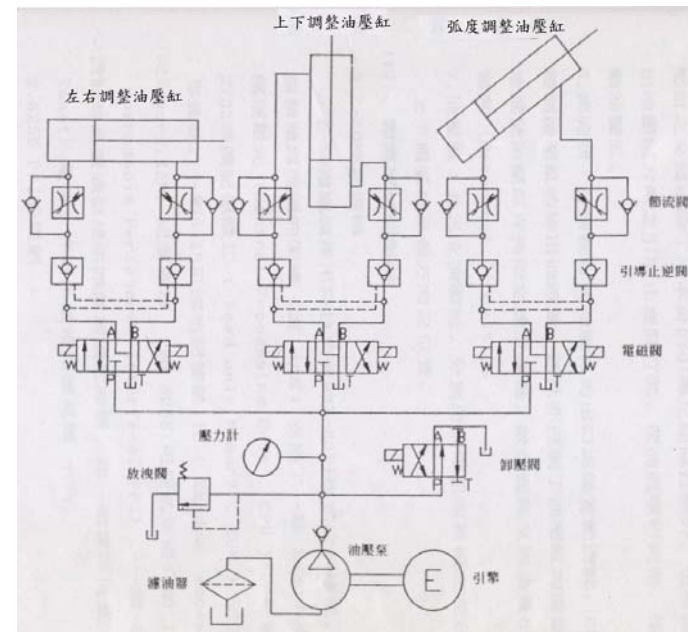 上下調整油壓缸
弧度調整油壓缸
左右調整油壓缸
節流閥
引導止逆閥
W A B W
P T
W A B W
P T
W A B W
P T
電磁閥
壓力計
放洩閥
W A B
P T
卸壓閥
油壓泵
濾油器
E
引擎